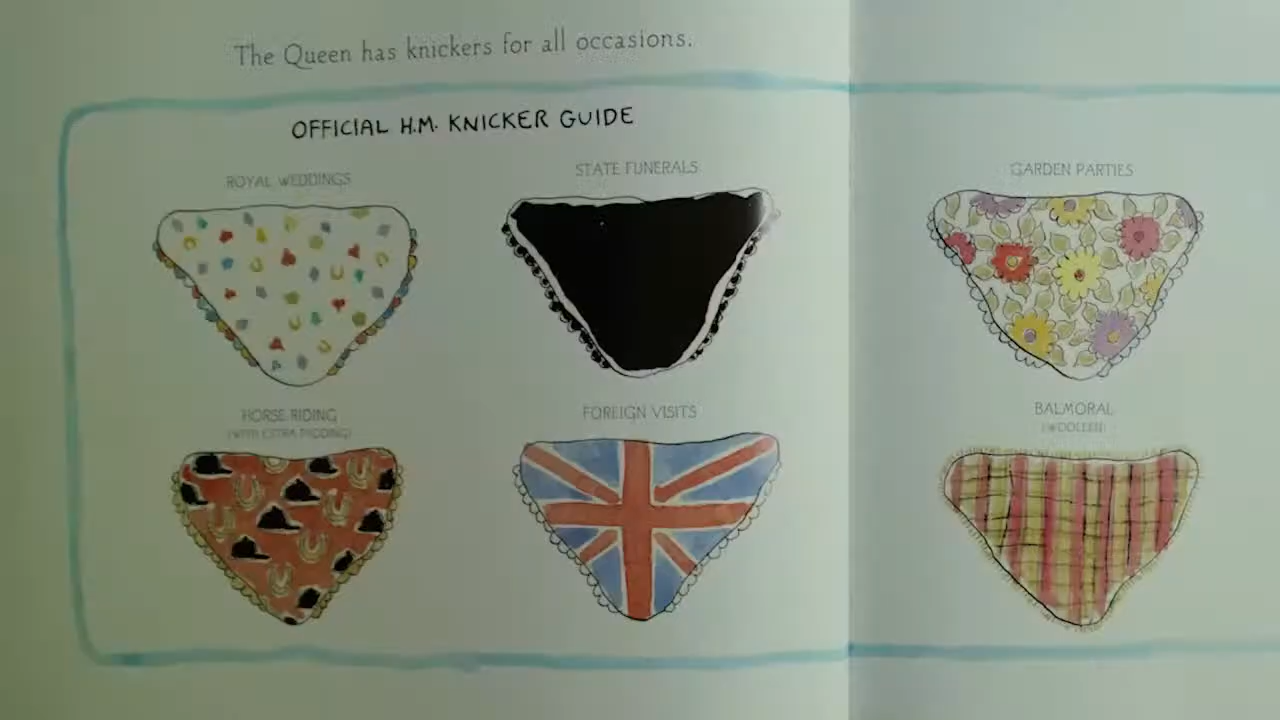 The Queen has knickers for all occasions.
OFFICIAL H.M. KNICKER GUIDE
ROYAL WEDDINGS
STATE FUNERALS
GARDEN PARTIES
HORSE RIDING
(WITH EXTRA PADDING)
FOREIGN VISITS
BALMORAL
(WOOLLEN)